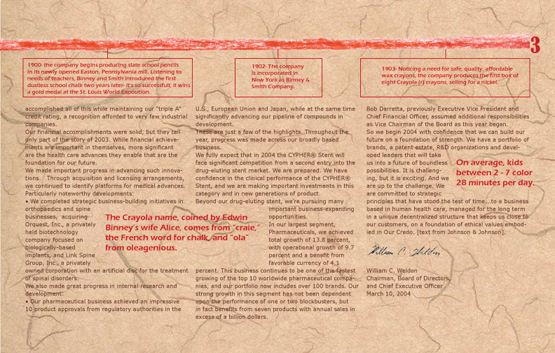 3
1900- the company begins producing slate school pencils
in its newly opened Easton, Pennsylvania mill. Listening to
needs of teachers, Binney and Smith introduced the first
dustless school chalk two years later- it's so successful, it wins
a gold medal at the St. Louis World Exposition.
1902- The company
is incorporated in
New York as Binney &
Smith Company.
1903- Noticing a need for safe, quality, affordable
wax crayons, the company produces the first box of
eight Crayola (r) crayons, selling for a nickel.
accomplished all of this while maintaining our "triple A"
credit rating, a recognition afforded to very few industrial
companies.
Our financial accomplishments were solid, but they tell
only part of the story of 2003. While financial achieve-
ments are important in themselves, more significant
are the health care advances they enable that are the
foundation for our future.
We made important progress in advancing such innova-
tions. Through acquisition and licensing arrangements,
we continued to identify platforms for medical advances.
Particularly noteworthy developments:
• We completed strategic business-building initiatives in
orthopaedics and spine
businesses, acquiring
Orquest, Inc., a privately
held biotechnology
company focused on
biologically-based
implants, and Link Spine
Group, Inc., a privately
owned corporation with an artificial disc for the treatment
of spinal disorders.
We also made great progress in internal research and
development:
• Our pharmaceutical business achieved an impressive
10 product approvals from regulatory authorities in the
The Crayola name, coined by Edwin
Binney's wife Alice, comes from "craie,"
the French word for chalk, and "ola"
from oleagenious.
U.S., European Union and Japan, while at the same time
significantly advancing our pipeline of compounds in
development.
These are just a few of the highlights. Throughout the
year, progress was made across our broadly based
business.
We fully expect that in 2004 the CYPHER® Stent will
face significant competition from a second entry into the
drug-eluting stent market. We are prepared. We have
confidence in the clinical performance of the CYPHER®
Stent, and we are making important investments in this
category and in new generations of product.
Beyond our drug-eluting stent, we're pursuing many
important business-expanding
opportunities.
In our largest segment,
Pharmaceuticals, we achieved
total growth of 13.8 percent,
with operational growth of 9.7
percent and a benefit from
favorable currency of 4.1
percent. This business continues to be one of the fastest
growing of the top 10 worldwide pharmaceutical compa-
nies, and our portfolio now includes over 100 brands. Our
strong growth in this segment has not been dependent
upon the performance of one or two blockbusters, but
in fact benefits from seven products with annual sales in
excess of a billion dollars.
Bob Darretta, previously Executive Vice President and
Chief Financial Officer, assumed additional responsibilities
as Vice Chairman of the Board as this year began.
So we begin 2004 with confidence that we can build our
future on a foundation of strength. We have a portfolio of
brands, a patent estate, R&D organizations and devel-
oped leaders that will take
us into a future of boundless
possibilities. It is challeng-
ing, but it is exciting. And we
are up to the challenge. We
are committed to strategic
principles that have stood the test of time, to a business
based in human health care, managed for the long term
in a unique decentralized structure that keeps us close to
our customers, on a foundation of ethical values embod-
ied in Our Credo. [text from Johnson & Johnson].
On average, kids
between 2 - 7 color
28 minutes per day.
William C. Weldon
William C. Weldon
Chairman, Board of Directors,
and Chief Executive Officer
March 10, 2004